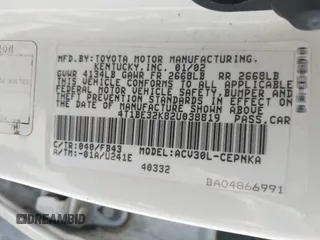 MFD.BY:TOYOTA MOTOR MANUFACTURING,
KENTUCKY,INC. 01/02
GVWR 4134LB GAWR FR 2668LB RR 2668LB
THIS VEHICLE CONFORMS TO ALL APPLICABLE
FEDERAL MOTOR VEHICLE SAFETY,BUMPER AND
THEFT PREVENTION STANDARDS IN EFFECT ON
THE DATE OF MANUFACTURE SHOWN ABOVE.
4T1BE32K82U038819 PASS.CAR
C/TR:040/FB43
A/TM:-01A/U241E
MODEL:ACV30L-CEPNKA
40332
BA04866991